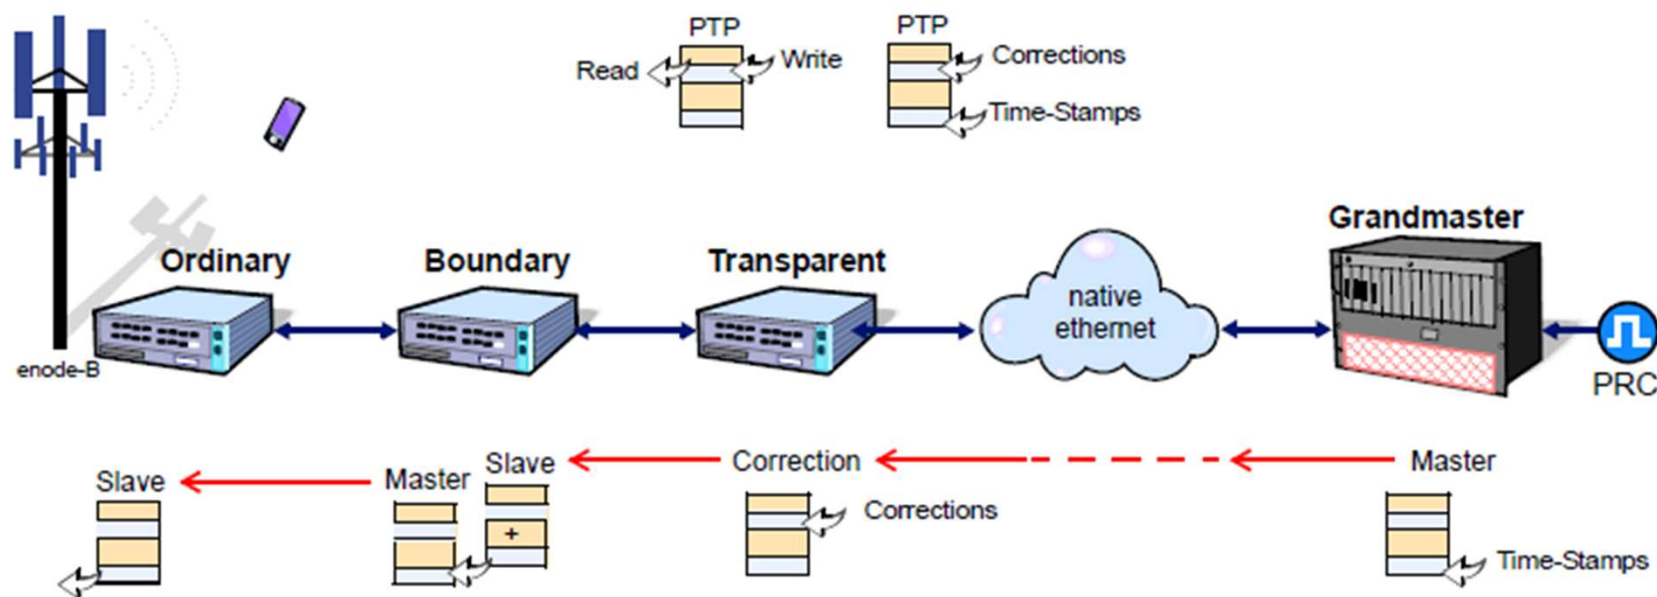 PTP
PTP
Read
Write
Corrections
Time-Stamps
Grandmaster
Ordinary
Boundary
Transparent
native
ethernet
enode-B
PRC
Slave
Master
Slave
Correction
Master
+
Corrections
Time-Stamps